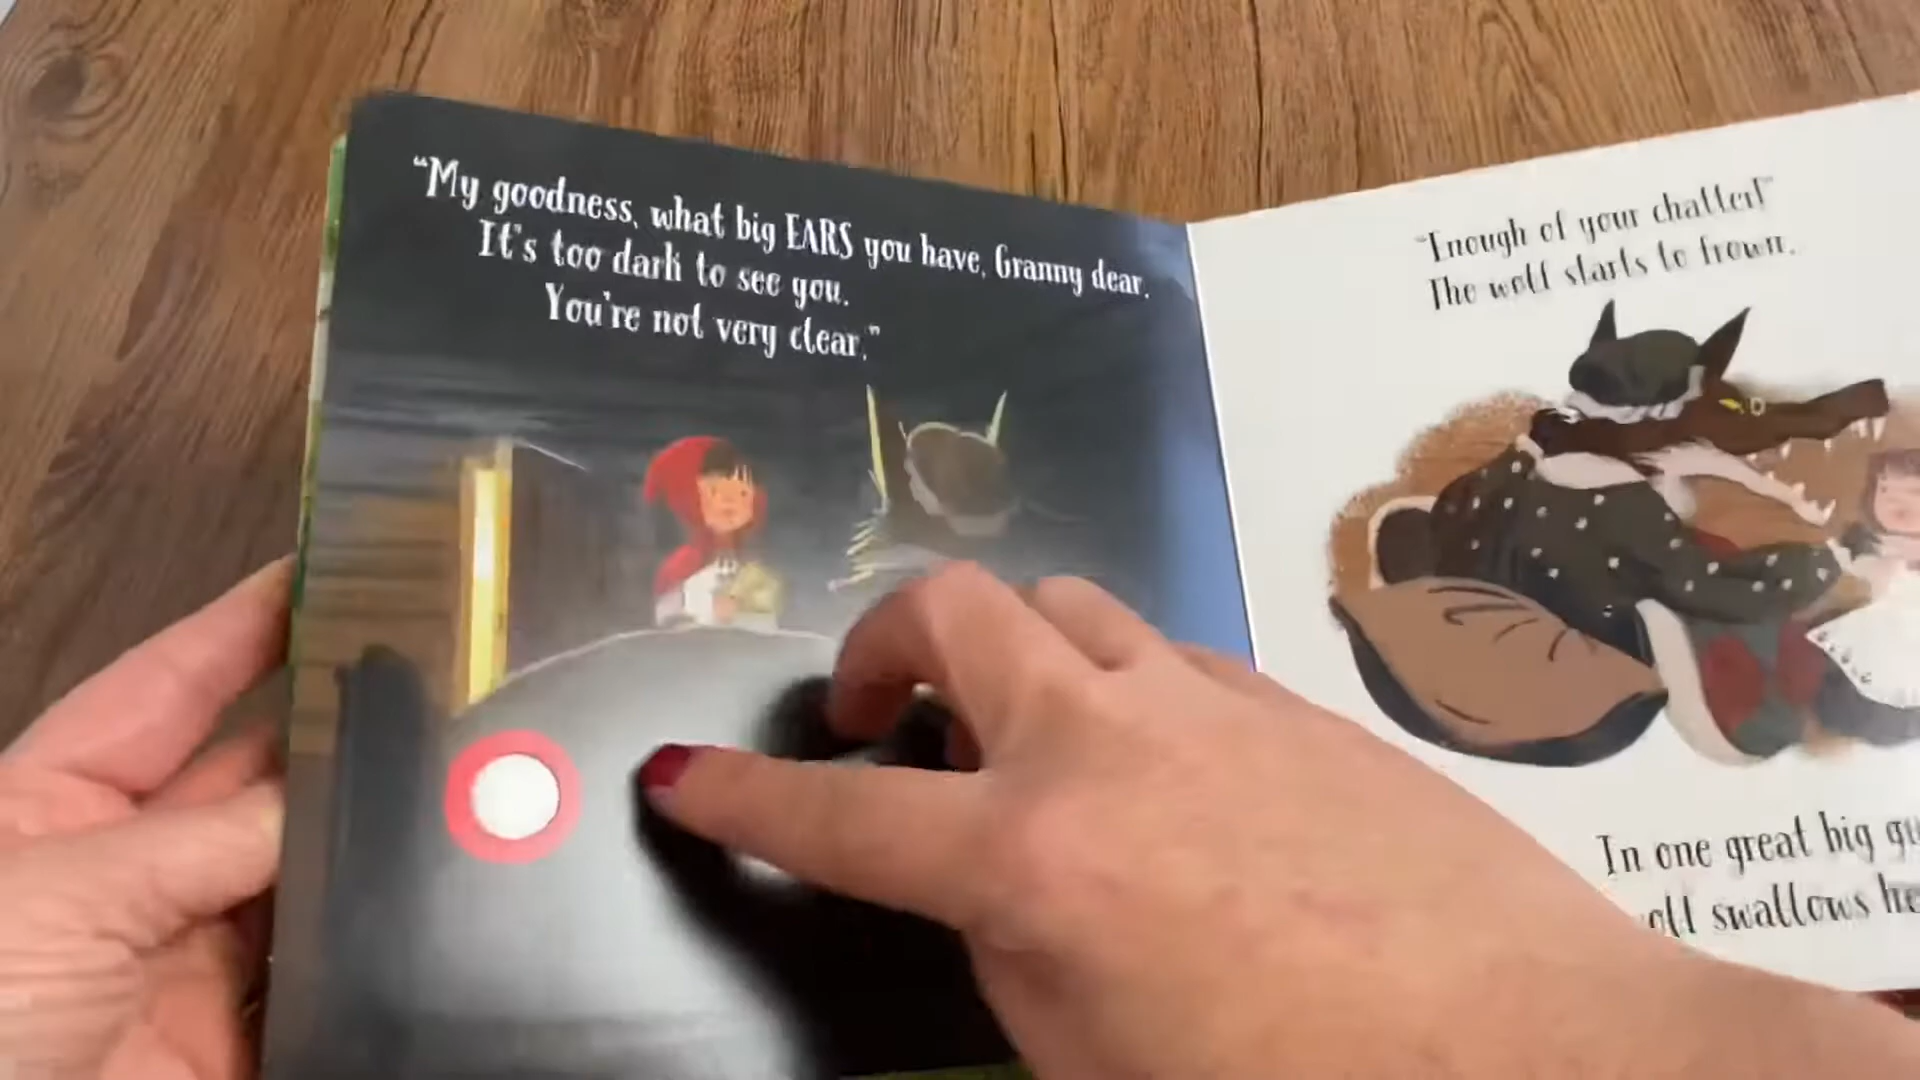 “My goodness, what big EARS you have, Granny dear.
It's too dark to see you.
You're not very clear.”
“Enough of your chatter!”
The wolf starts to frown.
In one great big
swallows